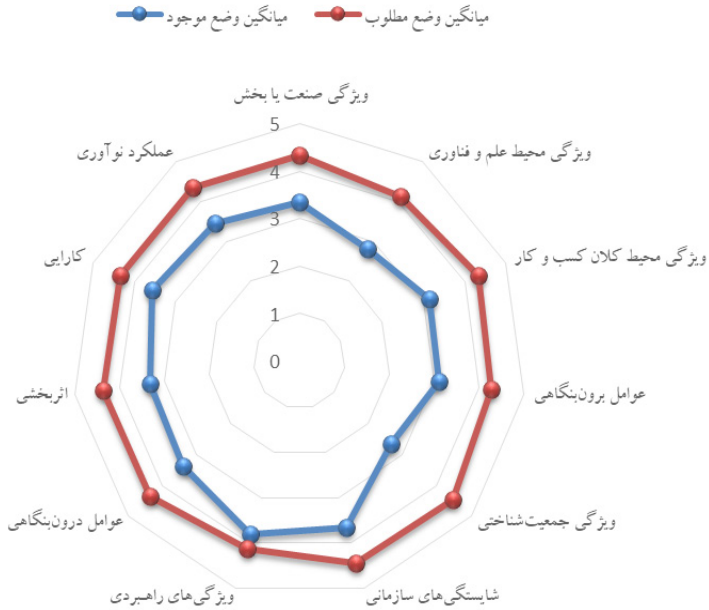 میانگین وضع مطلوب
میانگین وضع موجود
ویژگی صنعت یا بخش
ویژگی محیط علم و فناوری
ویژگی محیط کلان کسب و کار
عوامل برون‌بنگاهی
ویژگی جمعیت‌شناختی
شایستگی‌های سازمانی
ویژگی‌های راهبردی
عوامل درون‌بنگاهی
اثربخشی
کارایی
عملکرد نوآوری
5
4
3
2
1
0